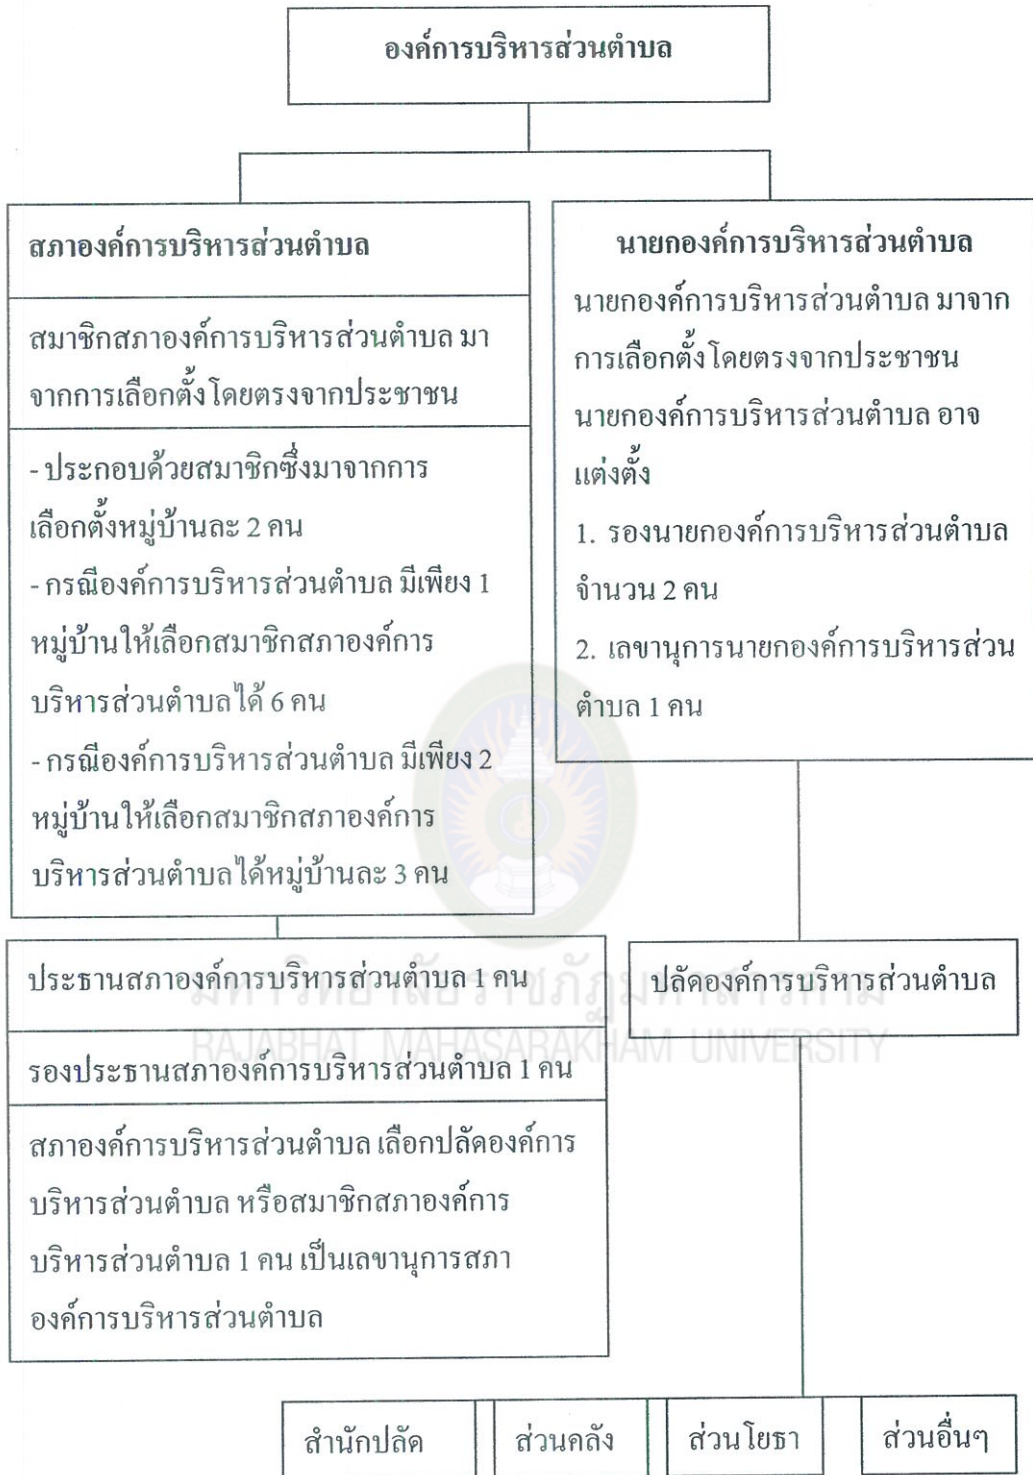 องค์การบริหารส่วนตำบล
สภาองค์การบริหารส่วนตำบล
สมาชิกสภาองค์การบริหารส่วนตำบล มา
จากการเลือกตั้งโดยตรงจากประชาชน
- ประกอบด้วยสมาชิกซึ่งมาจากการ
เลือกตั้งหมู่บ้านละ 2 คน
- กรณีองค์การบริหารส่วนตำบล มีเพียง 1
หมู่บ้านให้เลือกสมาชิกสภาองค์การ
บริหารส่วนตำบลได้ 6 คน
- กรณีองค์การบริหารส่วนตำบล มีเพียง 2
หมู่บ้านให้เลือกสมาชิกสภาองค์การ
บริหารส่วนตำบลได้หมู่บ้านละ 3 คน
นายกองค์การบริหารส่วนตำบล
นายกองค์การบริหารส่วนตำบล มาจาก
การเลือกตั้งโดยตรงจากประชาชน
นายกองค์การบริหารส่วนตำบล อาจ
แต่งตั้ง
1. รองนายกองค์การบริหารส่วนตำบล
จำนวน 2 คน
2. เลขานุการนายกองค์การบริหารส่วน
ตำบล 1 คน
ประธานสภาองค์การบริหารส่วนตำบล 1 คน
รองประธานสภาองค์การบริหารส่วนตำบล 1 คน
สภาองค์การบริหารส่วนตำบล เลือกปลัดองค์การ
บริหารส่วนตำบล หรือสมาชิกสภาองค์การ
บริหารส่วนตำบล 1 คน เป็นเลขานุการสภา
องค์การบริหารส่วนตำบล
ปลัดองค์การบริหารส่วนตำบล
มหาวิทยาลัยราชภัฏมหาสารคาม
RAJABHAT MAHASARAKHAM UNIVERSITY
สำนักปลัด
ส่วนคลัง
ส่วนโยธา
ส่วนอื่นๆ